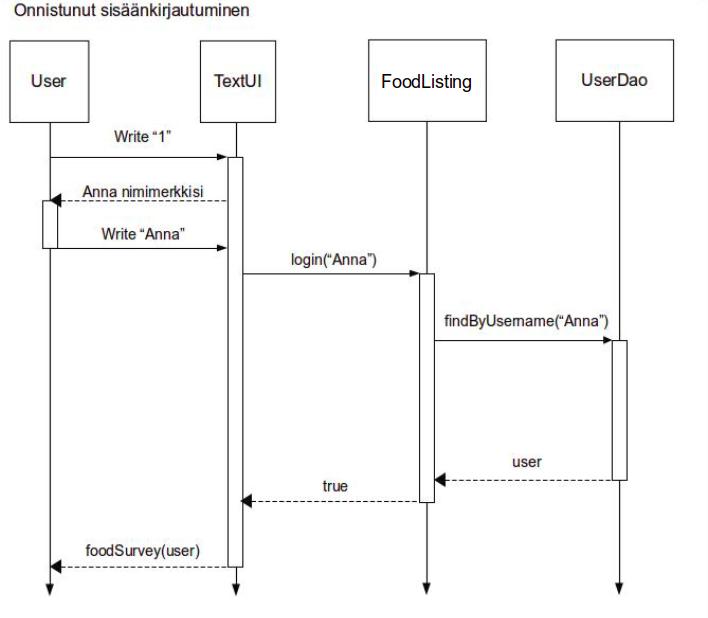 Onnistunut sisäänkirjautuminen
User
TextUI
FoodListing
UserDao
Write “1”
Anna nimimerkkisi
Write “Anna”
login(“Anna”)
findByUsername(“Anna”)
user
true
foodSurvey(user)